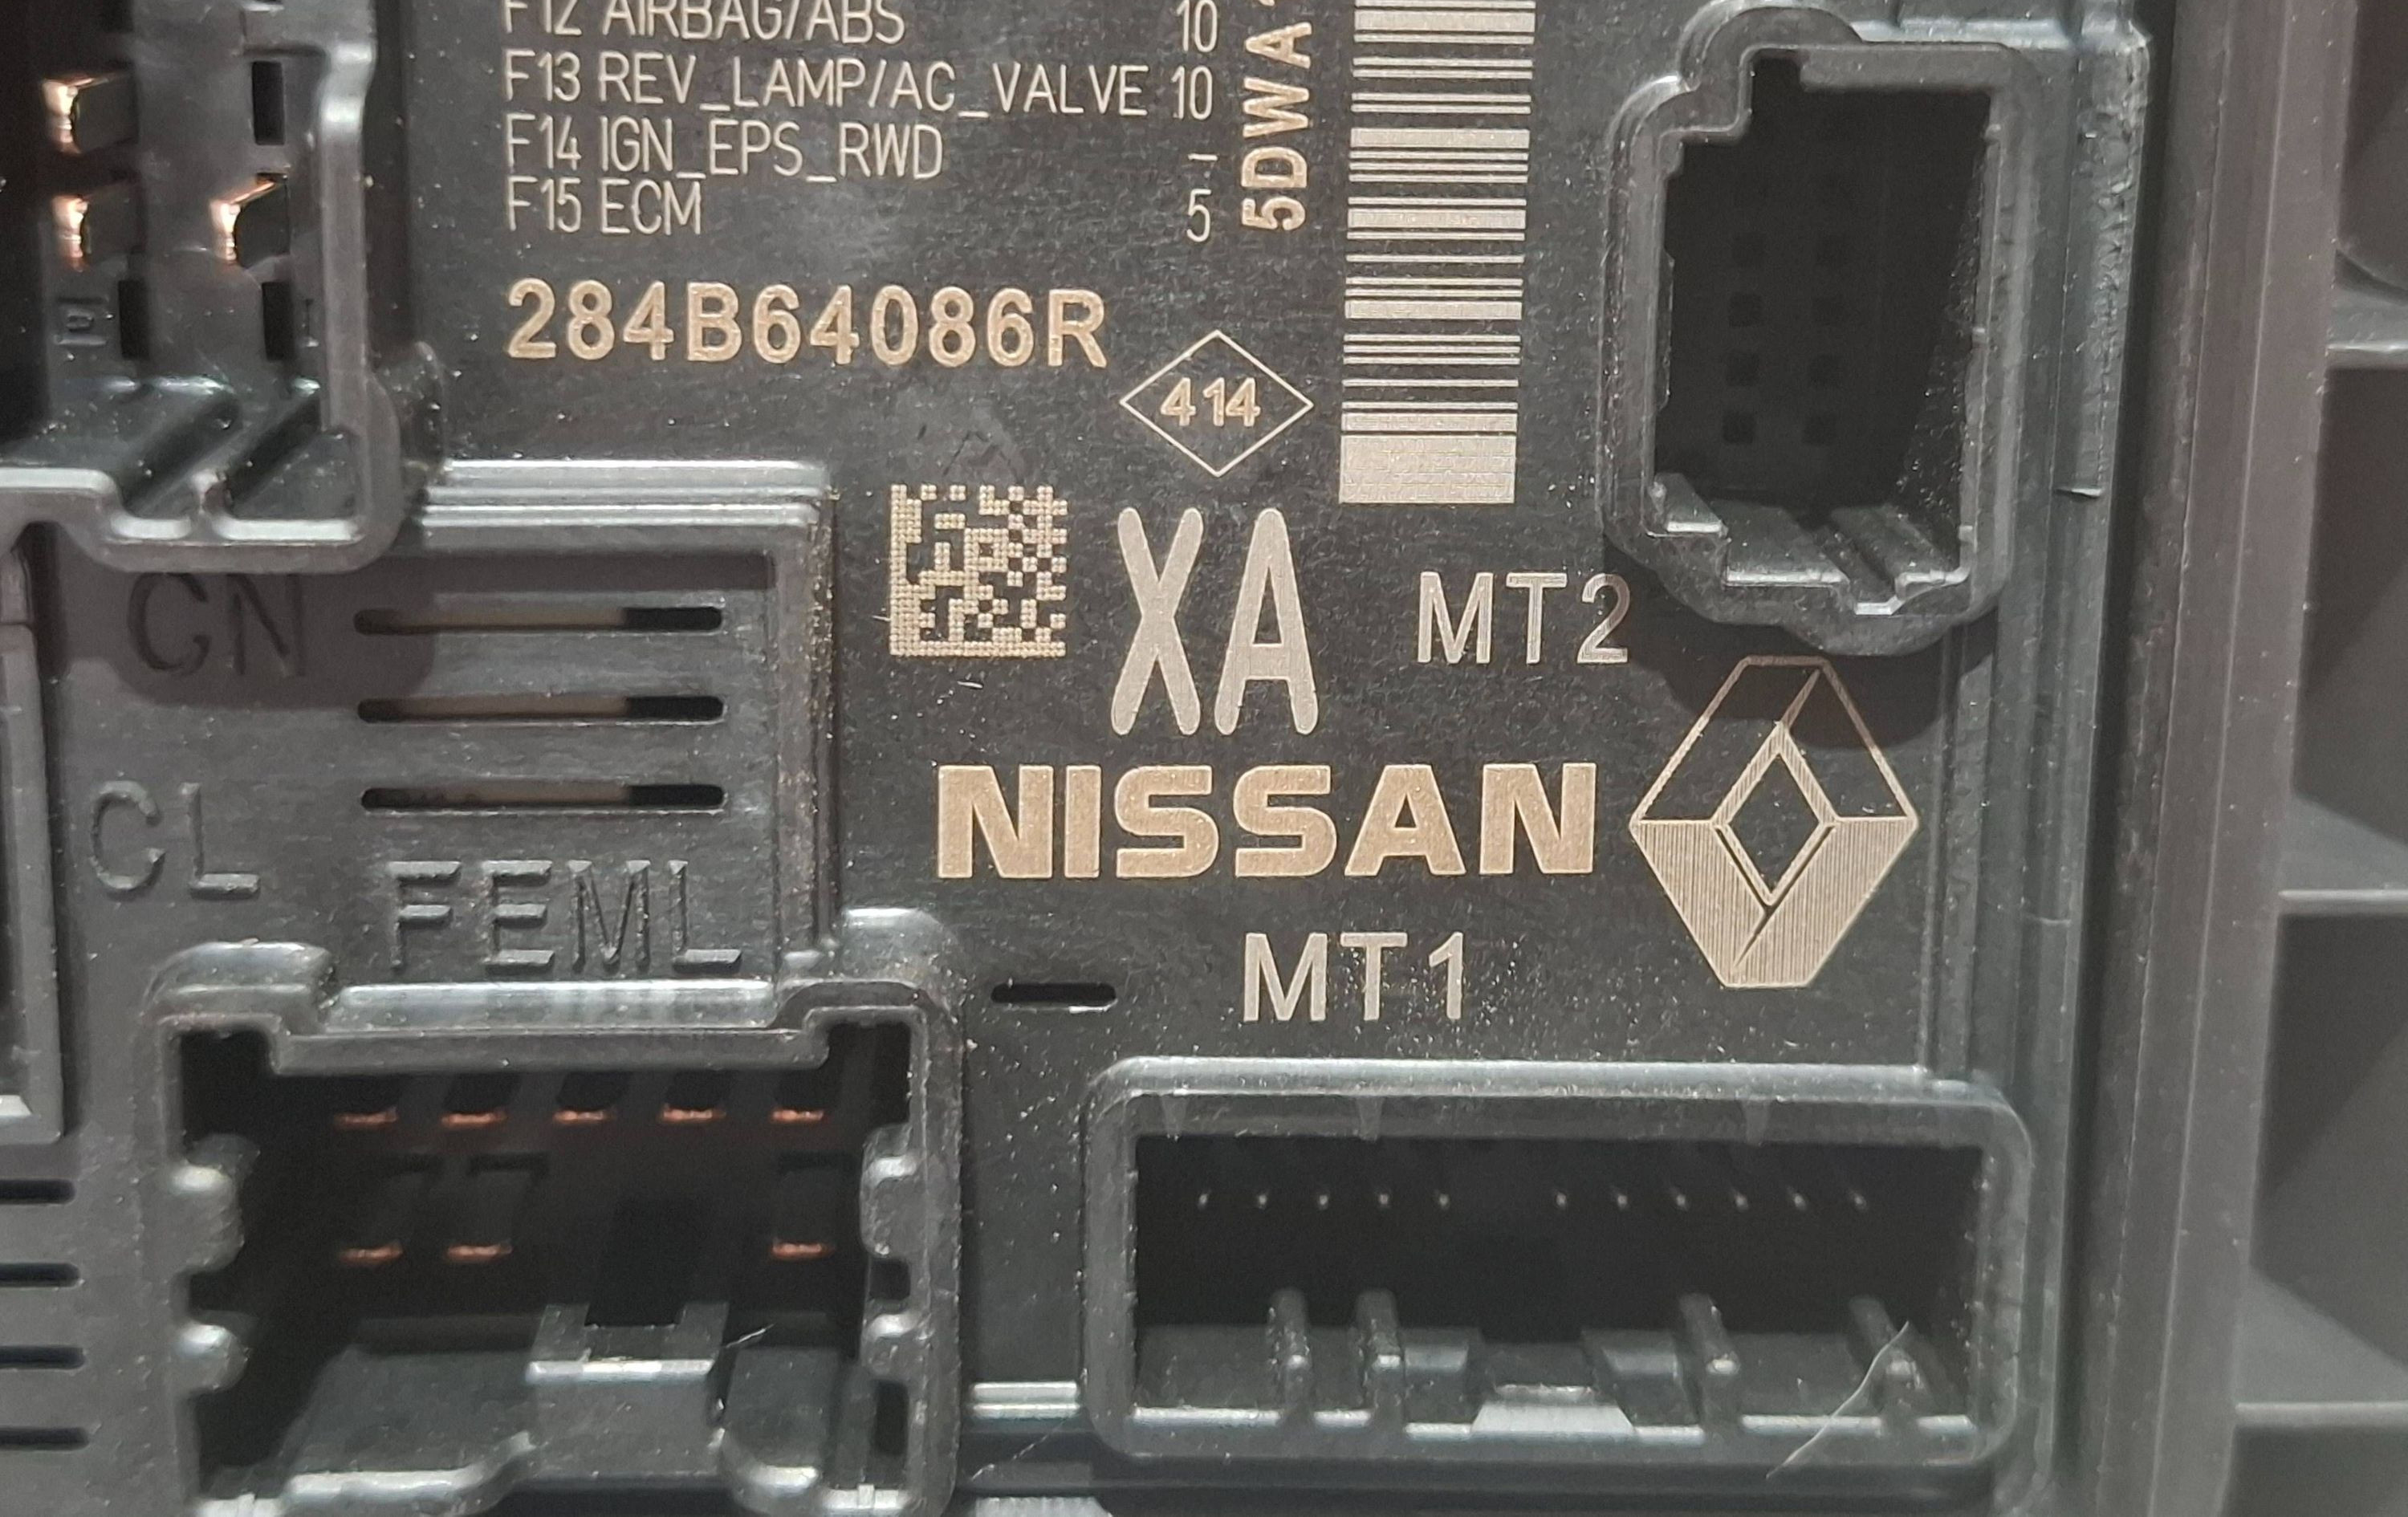 F12 AIRBAG/ABS 10
F13 REV_LAMP/AC_VALVE 10
F14 IGN_EPS_RWD –
F15 ECM 5
5DWA
284B64086R
414
XA
MT2
NISSAN
MT1
CN
CL
FEML